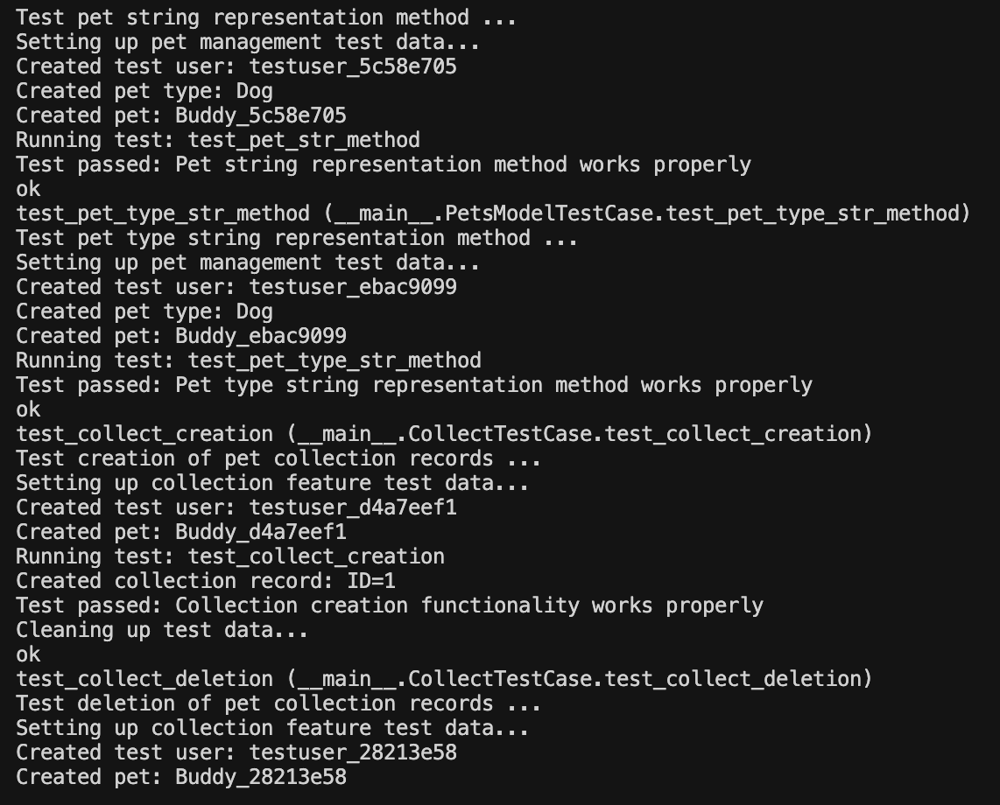 Test pet string representation method ...
Setting up pet management test data...
Created test user: testuser_5c58e705
Created pet type: Dog
Created pet: Buddy_5c58e705
Running test: test_pet_str_method
Test passed: Pet string representation method works properly
ok
test_pet_type_str_method (__main__.PetsModelTestCase.test_pet_type_str_method)
Test pet type string representation method ...
Setting up pet management test data...
Created test user: testuser_ebac9099
Created pet type: Dog
Created pet: Buddy_ebac9099
Running test: test_pet_type_str_method
Test passed: Pet type string representation method works properly
ok
test_collect_creation (__main__.CollectTestCase.test_collect_creation)
Test creation of pet collection records ...
Setting up collection feature test data...
Created test user: testuser_d4a7eef1
Created pet: Buddy_d4a7eef1
Running test: test_collect_creation
Created collection record: ID=1
Test passed: Collection creation functionality works properly
Cleaning up test data...
ok
test_collect_deletion (__main__.CollectTestCase.test_collect_deletion)
Test deletion of pet collection records ...
Setting up collection feature test data...
Created test user: testuser_28213e58
Created pet: Buddy_28213e58